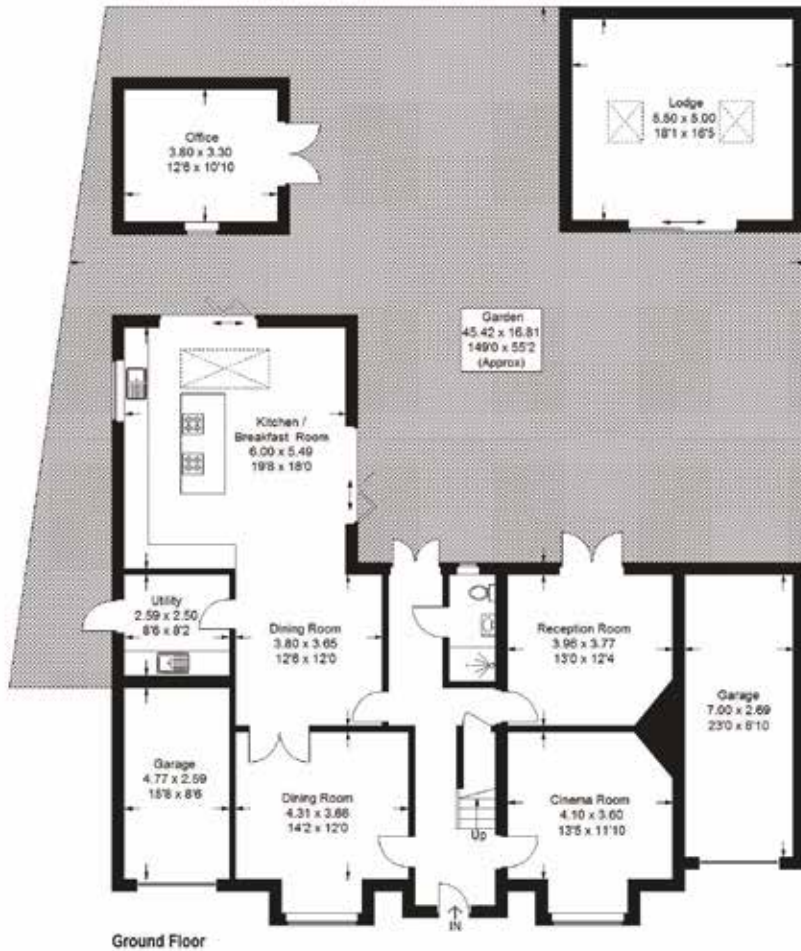 Lodge
5.50 x 5.00
18'1 x 16'5
Office
3.80 x 3.30
12'6 x 10'10
Garden
45.42 x 16.81
149'0 x 55'2
(Approx)
Kitchen /
Breakfast Room
6.00 x 5.49
19'8 x 18'0
Utility
2.59 x 2.50
8'6 x 8'2
Dining Room
3.80 x 3.65
12'6 x 12'0
Reception Room
3.96 x 3.77
13'0 x 12'4
Garage
7.00 x 2.69
23'0 x 8'10
Garage
4.77 x 2.59
15'8 x 8'6
Dining Room
4.31 x 3.66
14'2 x 12'0
Cinema Room
4.10 x 3.60
13'5 x 11'10
Up
IN
Ground Floor